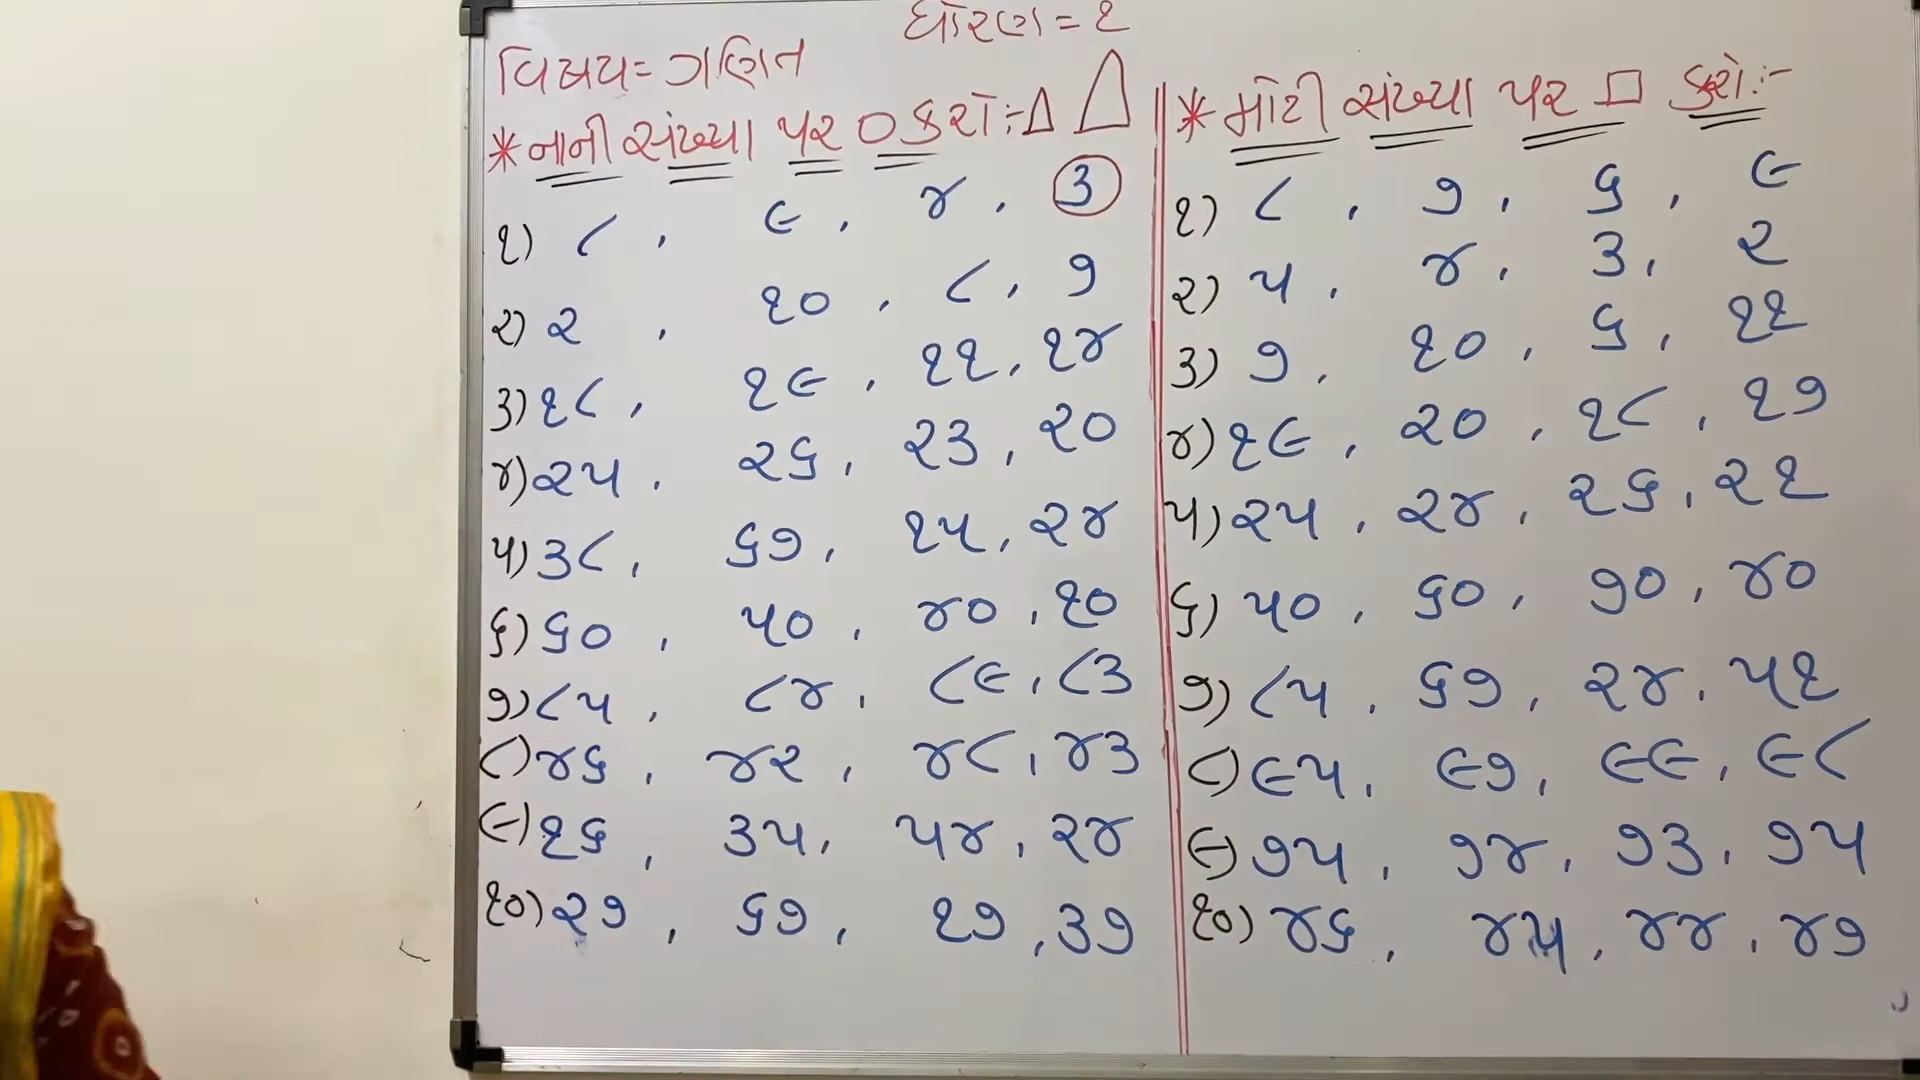 ધોરણ = ૧
વિષય = ગણિત
* નાની સંખ્યા પર ○ કરો :- △ △
૧) ૮ , ૯ , ૪ , ૩
૨) ૨ , ૧૦ , ૮ , ૭
૩) ૧૮ , ૧૯ , ૧૧ , ૧૪
૪) ૨૫ , ૨૬ , ૨૩ , ૨૦
૫) ૩૮ , ૬૭ , ૧૫ , ૨૪
૬) ૬૦ , ૫૦ , ૪૦ , ૧૦
૭) ૮૫ , ૮૪ , ૮૯ , ૮૩
૮) ૪૬ , ૪૨ , ૪૮ , ૪૩
૯) ૧૬ , ૩૫ , ૫૪ , ૨૪
૧૦) ૨૭ , ૬૭ , ૧૭ , ૩૭
* મોટી સંખ્યા પર □ કરો :-
૧) ૮ , ૭ , ૬ , ૯
૨) ૫ , ૪ , ૩ , ૨
૩) ૭ , ૧૦ , ૬ , ૧૧
૪) ૧૯ , ૨૦ , ૧૮ , ૧૭
૫) ૨૫ , ૨૪ , ૨૬ , ૨૧
૬) ૫૦ , ૬૦ , ૭૦ , ૪૦
૭) ૮૫ , ૬૭ , ૨૪ , ૫૧
૮) ૯૫ , ૯૭ , ૯૯ , ૯૮
૯) ૭૫ , ૭૪ , ૭૩ , ૭૫
૧૦) ૪૬ , ૪૫ , ૪૪ , ૪૭